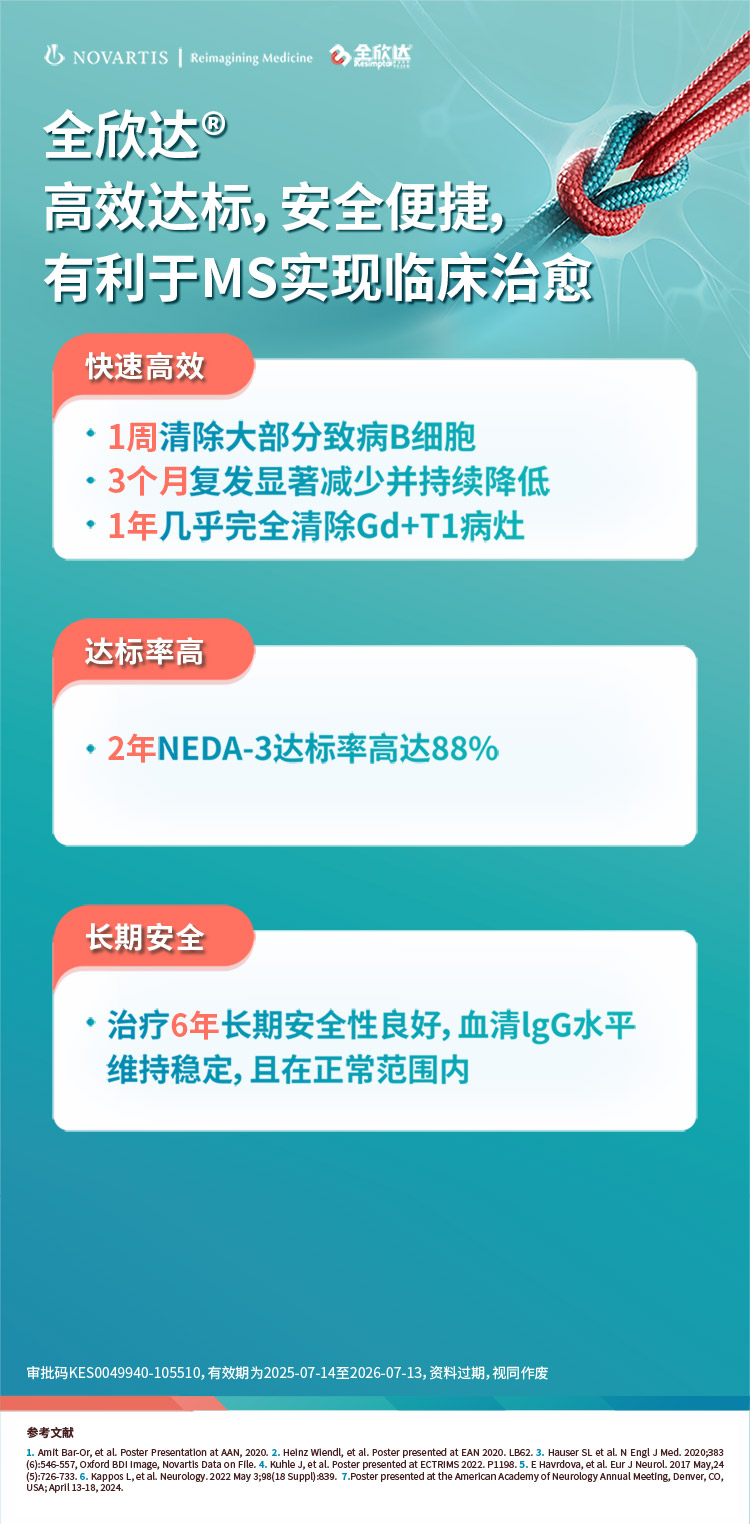 NOVARTIS | Reimagining Medicine 全欣达
Kesimpta
全欣达®
高效达标,安全便捷,
有利于MS实现临床治愈
快速高效
• 1周清除大部分致病B细胞
• 3个月复发显著减少并持续降低
• 1年几乎完全清除Gd+T1病灶
达标率高
• 2年NEDA-3达标率高达88%
长期安全
• 治疗6年长期安全性良好,血清lgG水平
维持稳定,且在正常范围内
审批码KES0049940-105510,有效期为2025-07-14至2026-07-13,资料过期,视同作废
参考文献
1. Amit Bar-Or, et al. Poster Presentation at AAN, 2020. 2. Heinz Wiendl, et al. Poster presented at EAN 2020. LB62. 3. Hauser SL et al. N Engl J Med. 2020;383
(6):546-557, Oxford BDI Image, Novartis Data on File. 4. Kuhle J, et al. Poster presented at ECTRIMS 2022. P1198. 5. E Havrdova, et al. Eur J Neurol. 2017 May,24
(5):726-733. 6. Kappos L, et al. Neurology. 2022 May 3;98(18 Suppl):839. 7.Poster presented at the American Academy of Neurology Annual Meeting, Denver, CO,
USA; April 13-18, 2024.